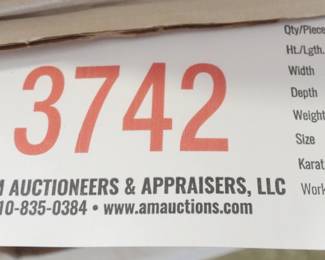 3742
M AUCTIONEERS & APPRAISERS, LLC
10-835-0384 • www.amauctions.com
Qty/Piece
Ht./Lgth.
Width
Depth
Weight
Size
Karat
Work